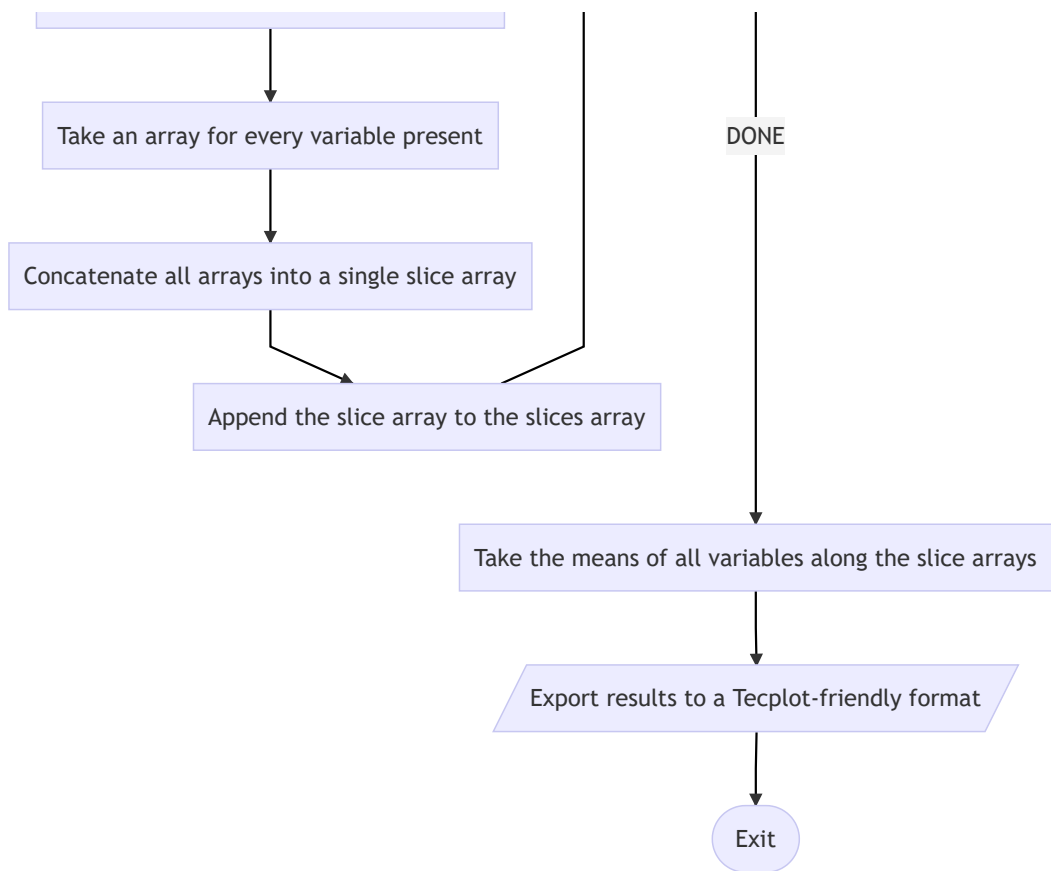 Take an array for every variable present
DONE
Concatenate all arrays into a single slice array
Append the slice array to the slices array
Take the means of all variables along the slice arrays
Export results to a Tecplot-friendly format
Exit